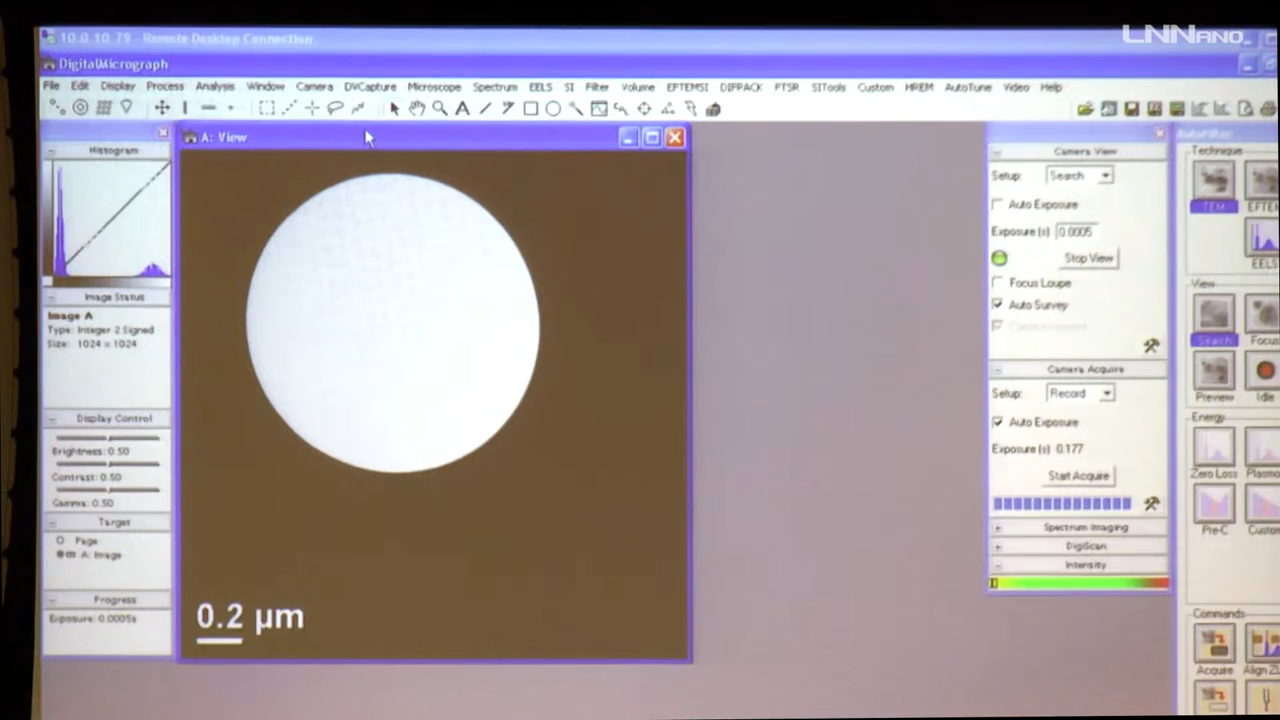 LNNANO
10.0.10.79 - Remote Desktop Connection
DigitalMicrograph
File Edit Display Process Analysis Window Camera DVCapture Microscope Spectrum EELS SI Filter Volume EFTEMSI DIFPACK FTSR SITools Custom HREM AutoTune Video Help
Histogram
Image Status
Image A
Type: Integer 2 Signed
Size: 1024 x 1024
Display Control
Brightness: 0.50
Contrast: 0.50
Gamma: 0.50
Target
Page
A: Image
Progress
Exposure: 0.0005s
A: View
0.2 µm
Camera View
Setup: Search
Auto Exposure
Exposure (s) 0.0005
Stop View
Focus Loupe
Auto Survey
Camera Acquire
Setup: Record
Auto Exposure
Exposure (s) 0.177
Start Acquire
Spectrum Imaging
DigiScan
Intensity
AutoFilter
Technique
TEM EFTE
EELS
View
Search Focus
Preview Idle
Energy
Zero Loss Plasmo
Pre-C Custo
Commands
Acquire Align Z